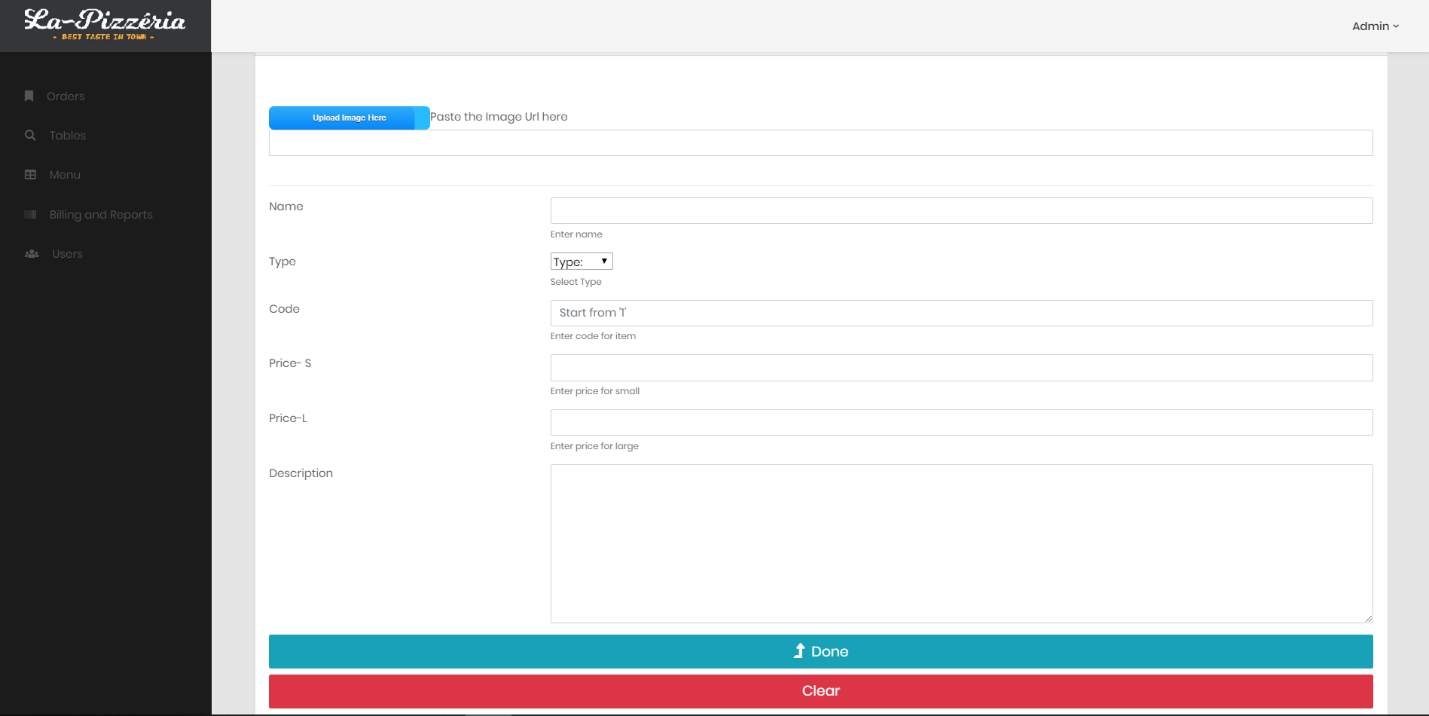 La-Pizzéria
- BEST TASTE IN TOWN -
Admin
Orders
Tables
Menu
Billing and Reports
Users
Upload Image Here
Paste the Image Url here
Name
Enter name
Type
Type:
Select Type
Code
Start from '1'
Enter code for item
Price- S
Enter price for small
Price-L
Enter price for large
Description
Done
Clear